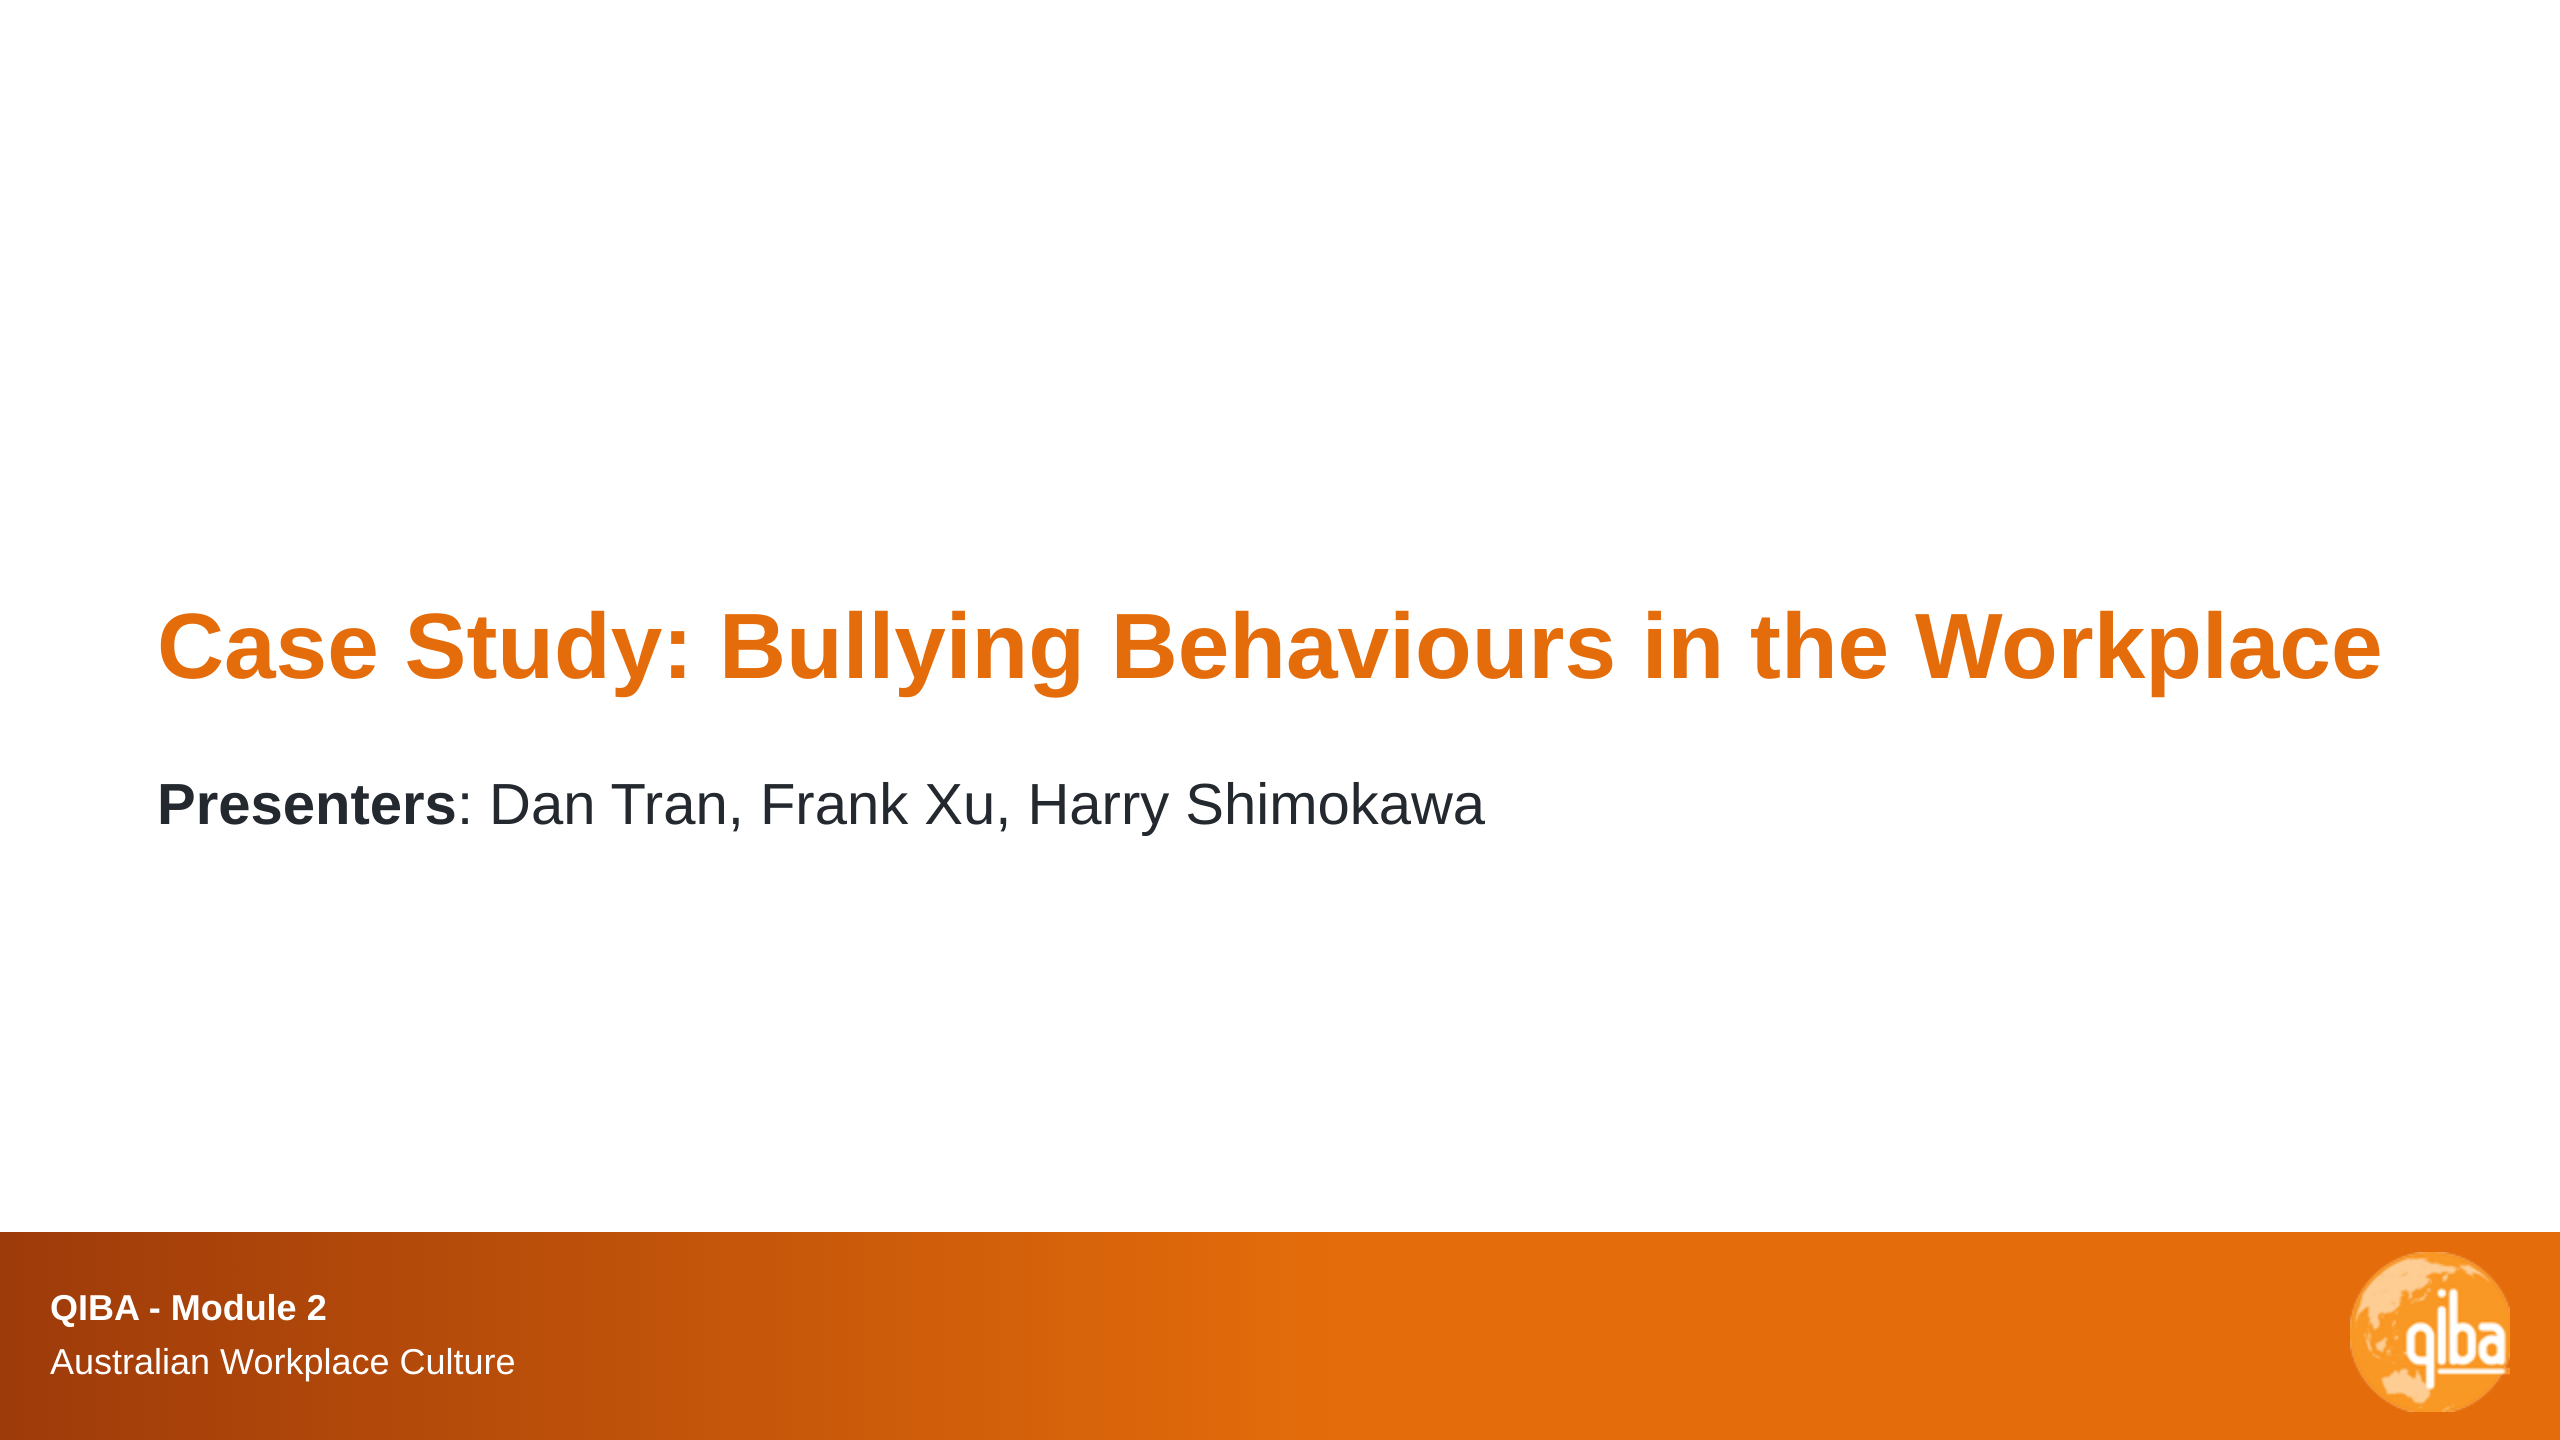 Case Study: Bullying Behaviours in the Workplace
Presenters: Dan Tran, Frank Xu, Harry Shimokawa
QIBA - Module 2
Australian Workplace Culture
qiba